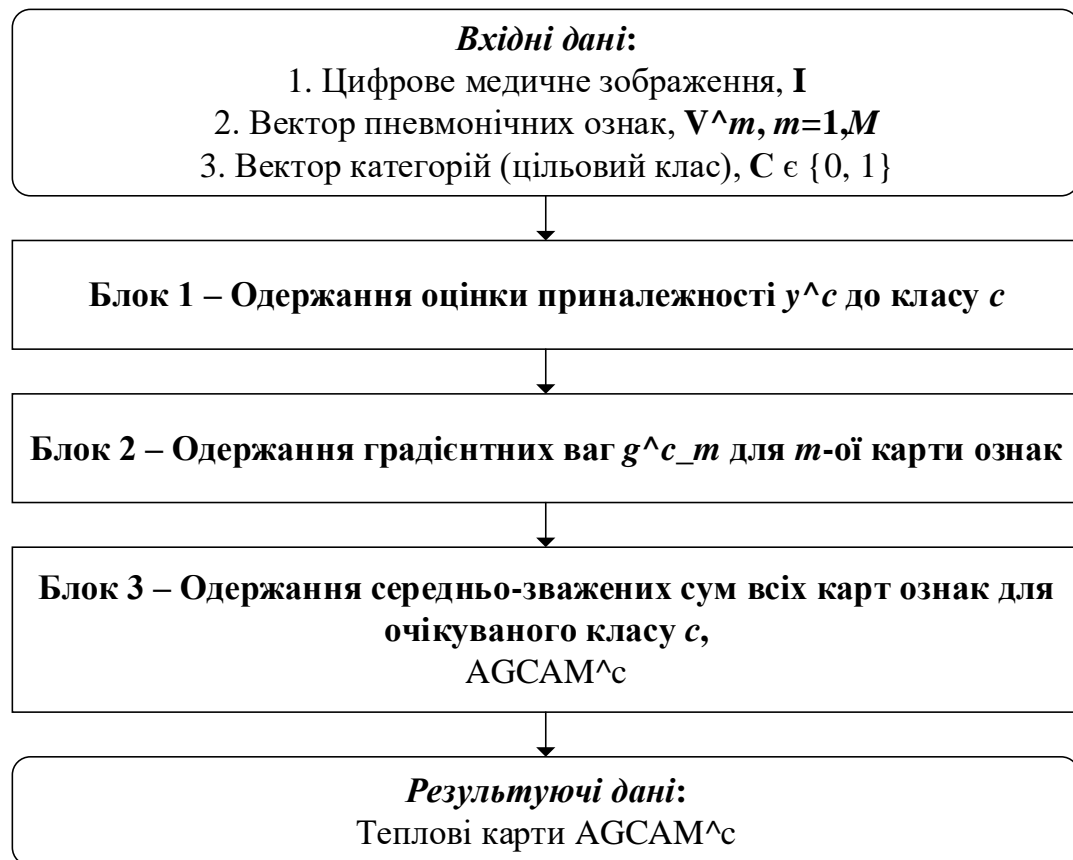 Вхідні дані:
1. Цифрове медичне зображення, I
2. Вектор пневмонічних ознак, V^m, m=1,M
3. Вектор категорій (цільовий клас), C є {0, 1}
Блок 1 – Одержання оцінки приналежності y^c до класу c
Блок 2 – Одержання градієнтних ваг g^c_m для m-ої карти ознак
Блок 3 – Одержання середньо-зважених сум всіх карт ознак для
очікуваного класу c,
AGCAM^c
Результуючі дані:
Теплові карти AGCAM^c